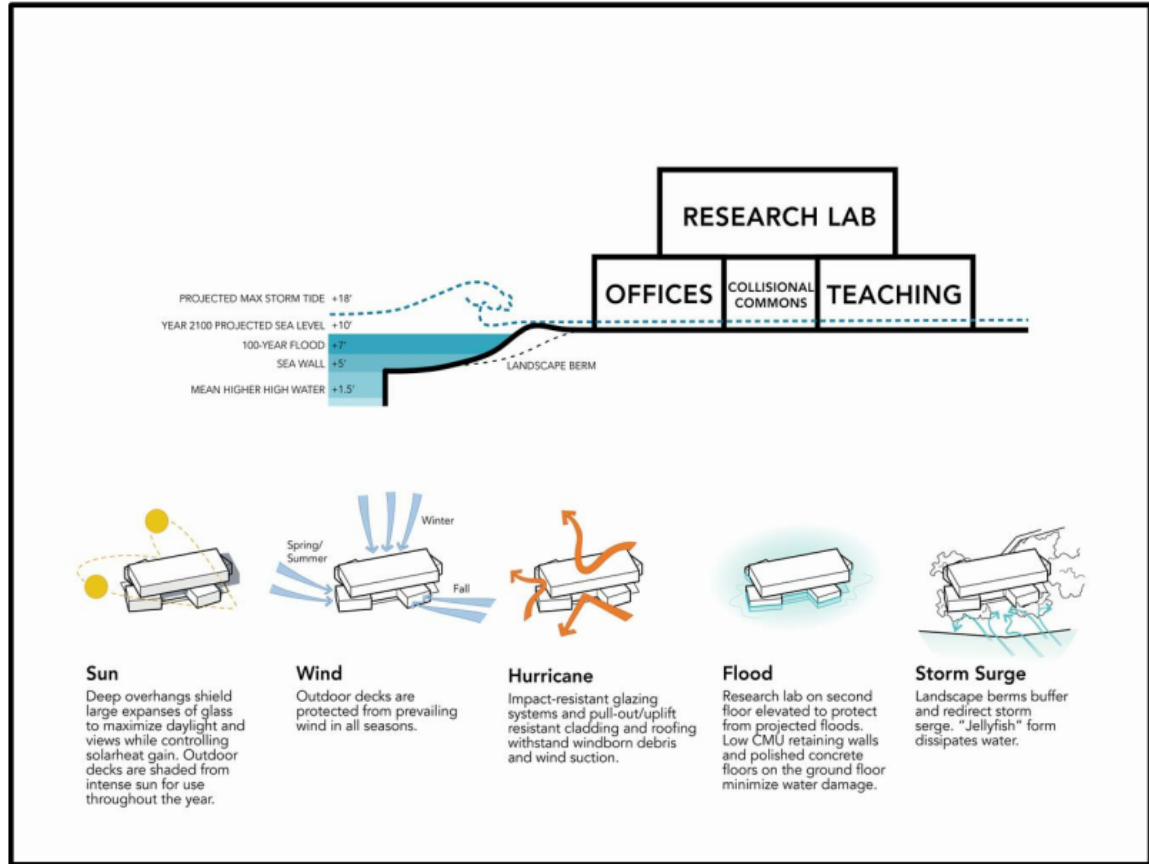 RESEARCH LAB
OFFICES
COLLISIONAL
COMMONS
TEACHING
PROJECTED MAX STORM TIDE +18'
YEAR 2100 PROJECTED SEA LEVEL +10'
100-YEAR FLOOD +7'
SEA WALL +5'
MEAN HIGHER HIGH WATER +1.5'
LANDSCAPE BERM
Winter
Spring/
Summer
Fall
Sun
Deep overhangs shield
large expanses of glass
to maximize daylight and
views while controlling
solarheat gain. Outdoor
decks are shaded from
intense sun for use
throughout the year.
Wind
Outdoor decks are
protected from prevailing
wind in all seasons.
Hurricane
Impact-resistant glazing
systems and pull-out/uplift
resistant cladding and roofing
withstand windborn debris
and wind suction.
Flood
Research lab on second
floor elevated to protect
from projected floods.
Low CMU retaining walls
and polished concrete
floors on the ground floor
minimize water damage.
Storm Surge
Landscape berms buffer
and redirect storm
serge. "Jellyfish" form
dissipates water.